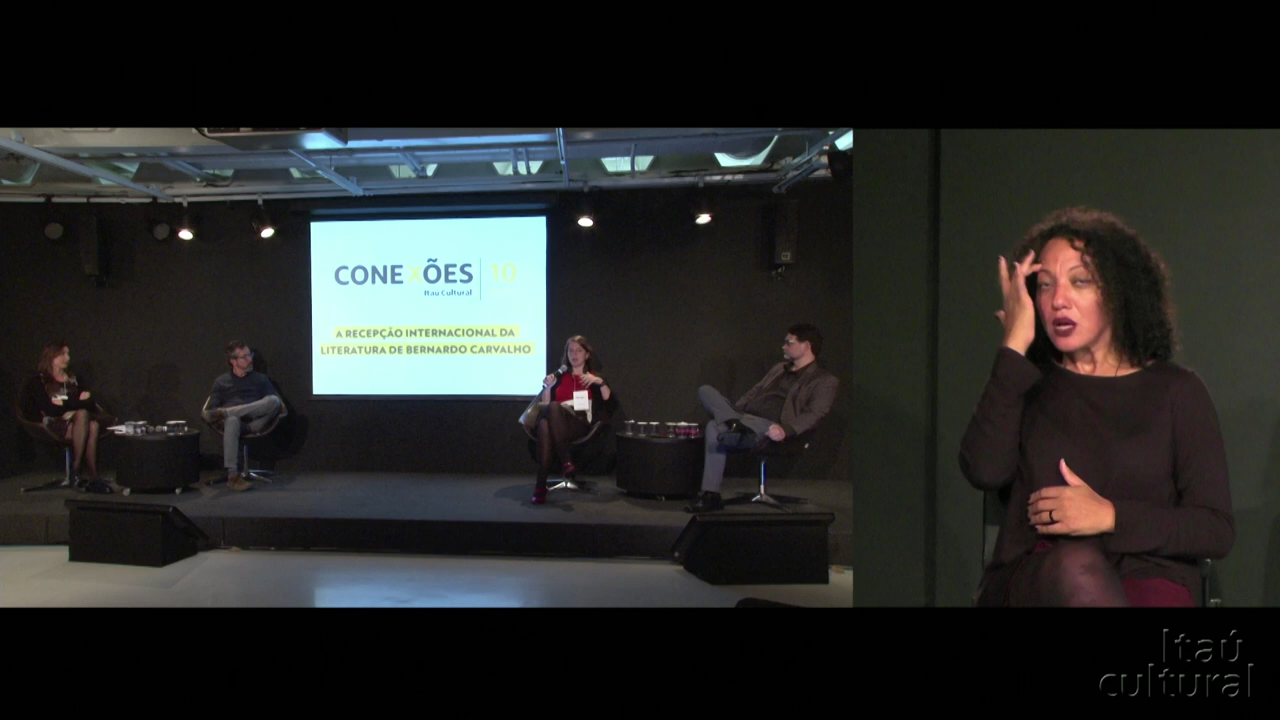 CONEXÕES 10
Itaú Cultural
A RECEPÇÃO INTERNACIONAL DA
LITERATURA DE BERNARDO CARVALHO
Itaú
cultural